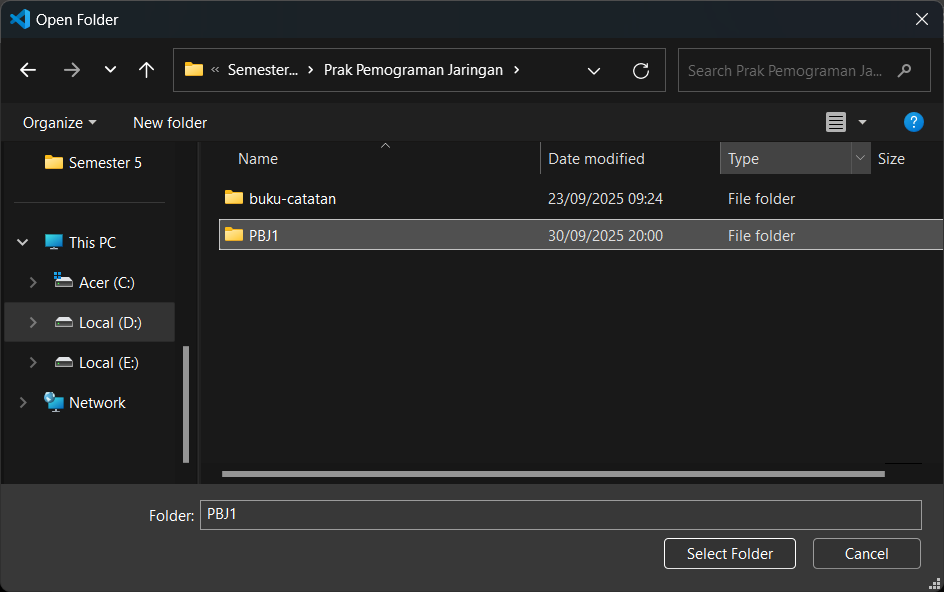 Open Folder
« Semester... > Prak Pemograman Jaringan >
Search Prak Pemograman Ja...
Organize
New folder
?
Semester 5
This PC
Acer (C:)
Local (D:)
Local (E:)
Network
Name Date modified Type Size
buku-catatan 23/09/2025 09:24 File folder
PBJ1 30/09/2025 20:00 File folder
Folder: PBJ1
Select Folder
Cancel